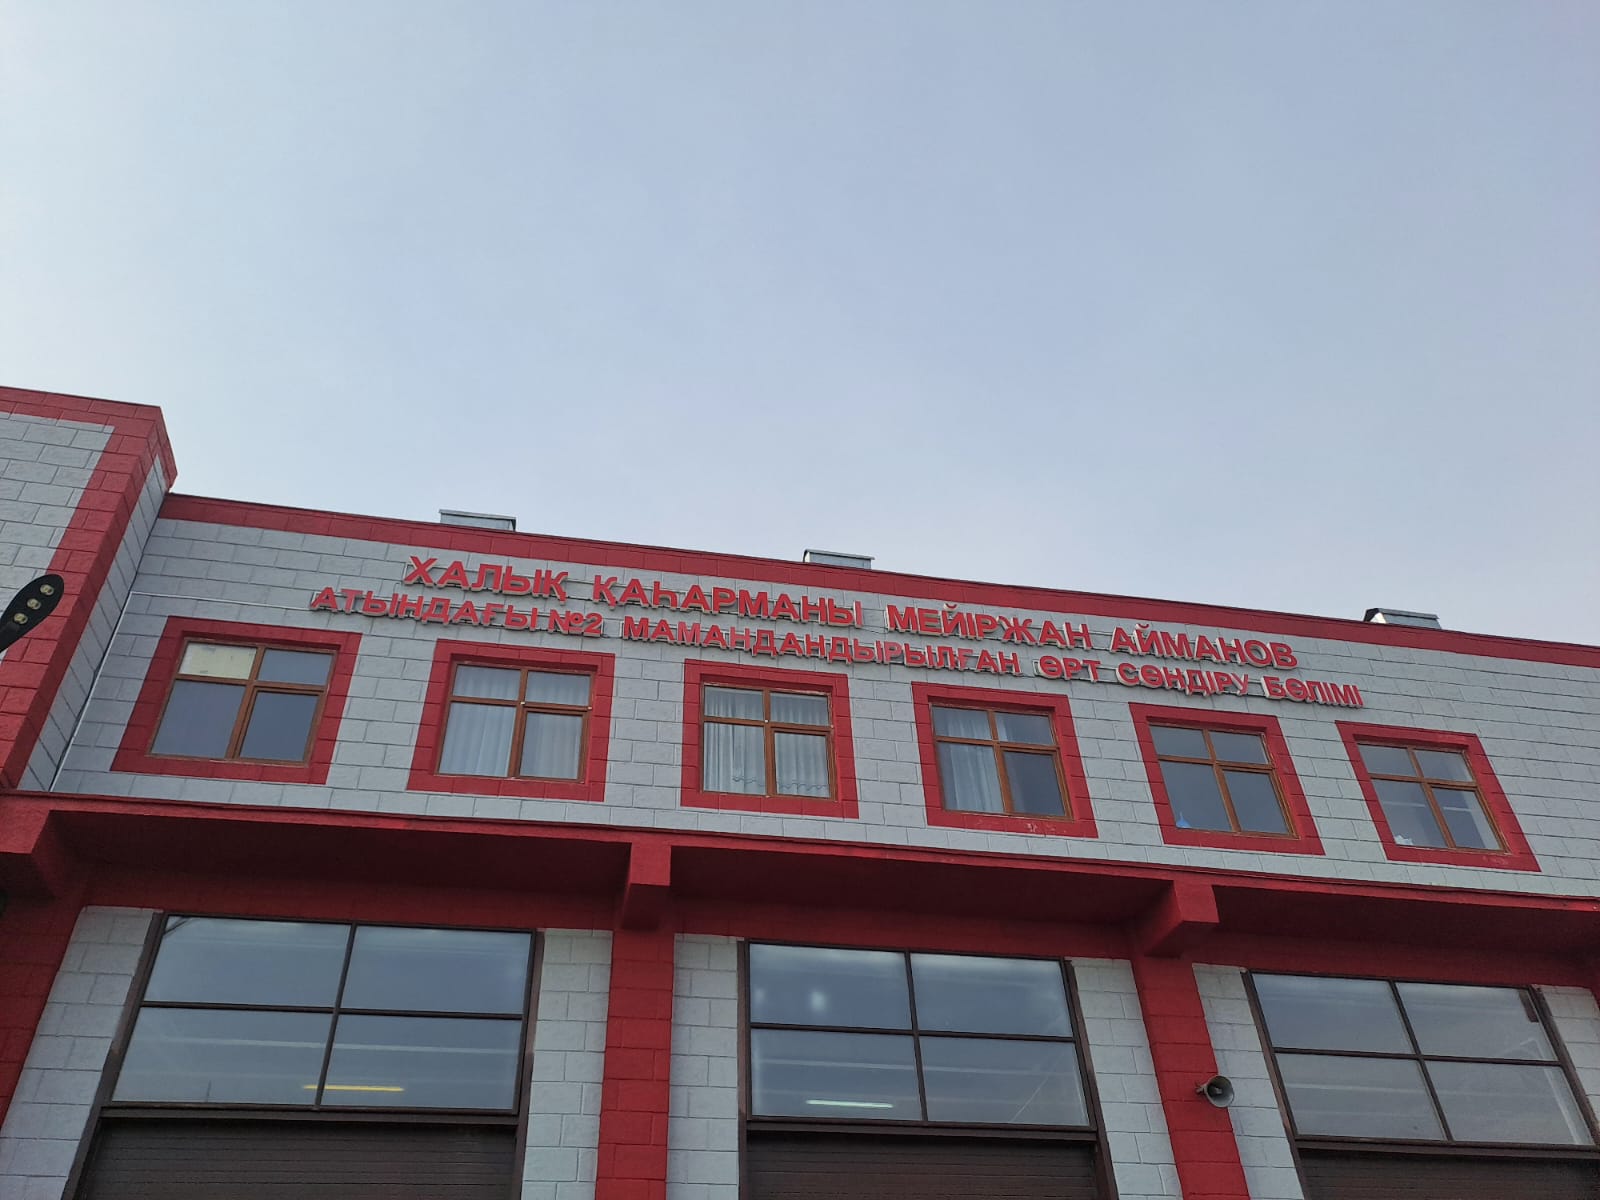 ХАЛЫҚ ҚАҺАРМАНЫ МЕЙІРЖАН АЙМАНОВ
АТЫНДАҒЫ №2 МАМАНДАНДЫРЫЛҒАН ӨРТ СӨНДІРУ БӨЛІМІ